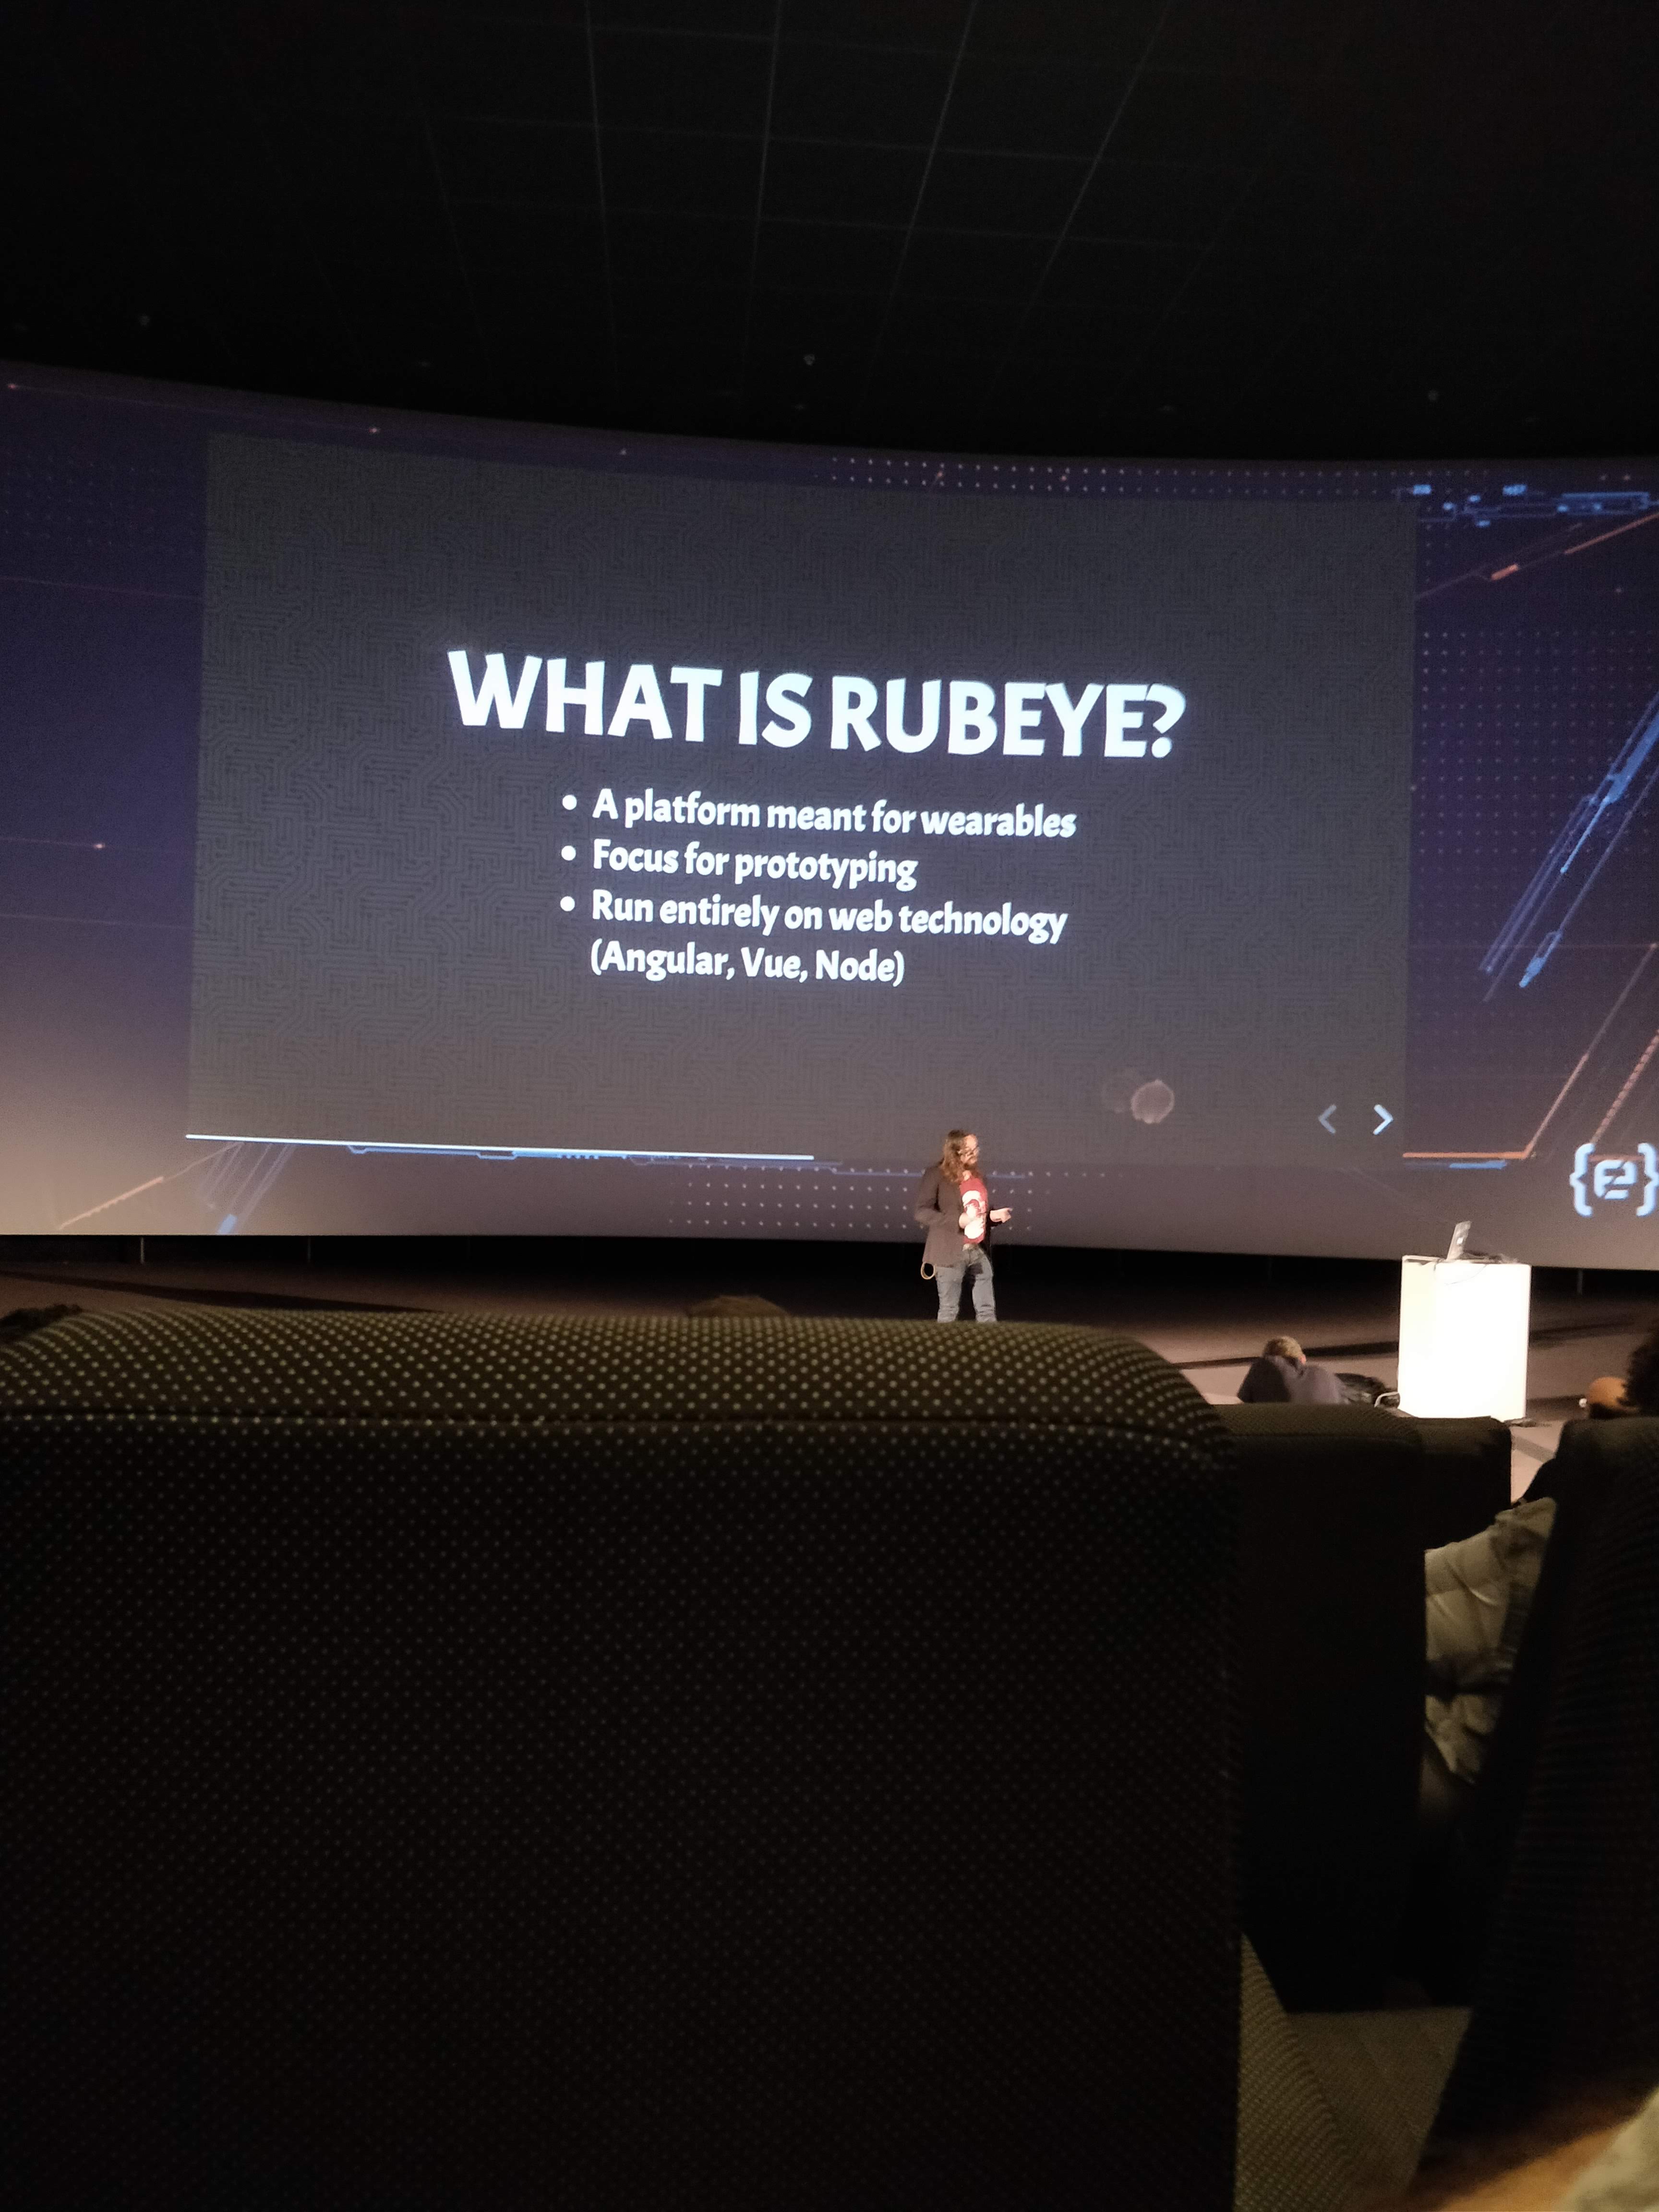 WHAT IS RUBEYE?
• A platform meant for wearables
• Focus for prototyping
• Run entirely on web technology
(Angular, Vue, Node)